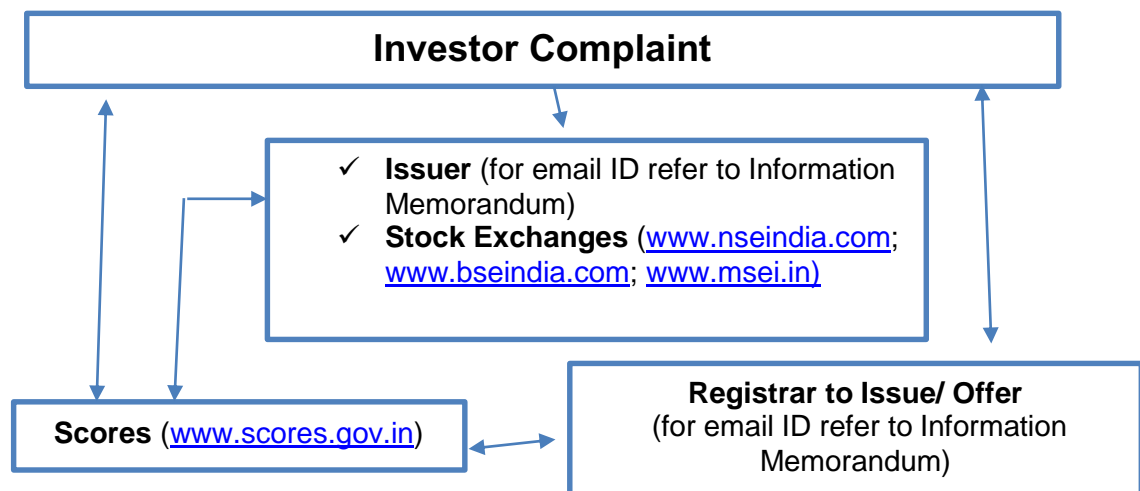 Investor Complaint
✓ Issuer (for email ID refer to Information
Memorandum)
✓ Stock Exchanges (www.nseindia.com;
www.bseindia.com; www.msei.in)
Registrar to Issue/ Offer
(for email ID refer to Information
Memorandum)
Scores (www.scores.gov.in)